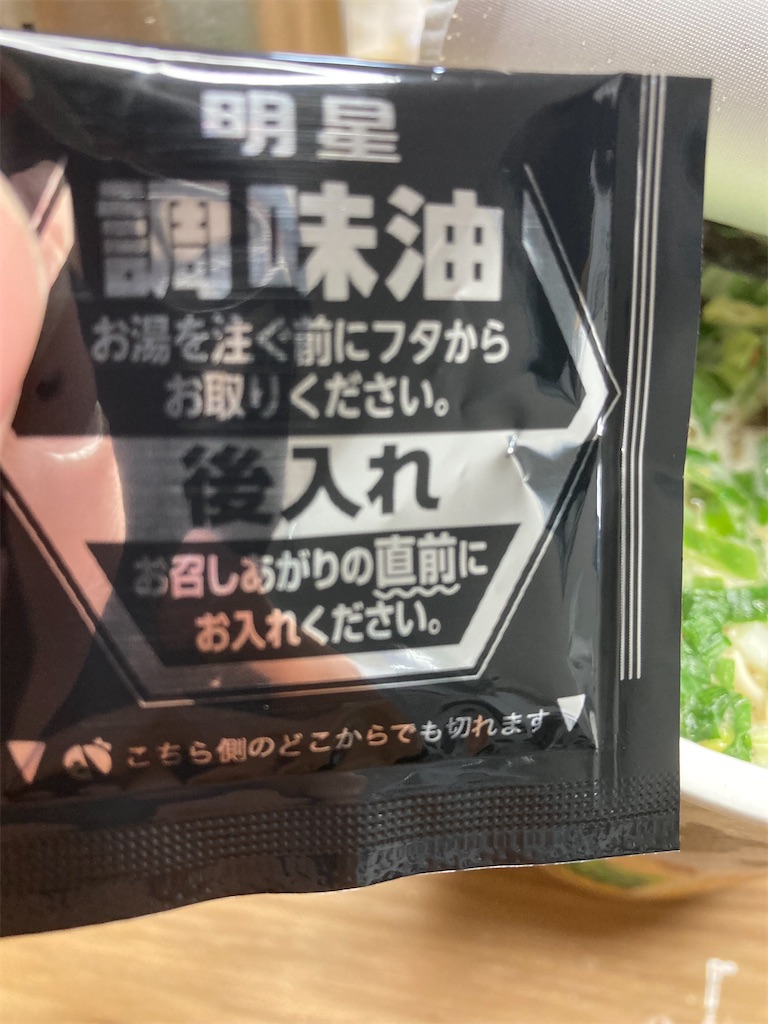 明星
調味油
お湯を注ぐ前にフタから
お取りください。
後入れ
お召しあがりの直前に
お入れください。
こちら側のどこからでも切れます